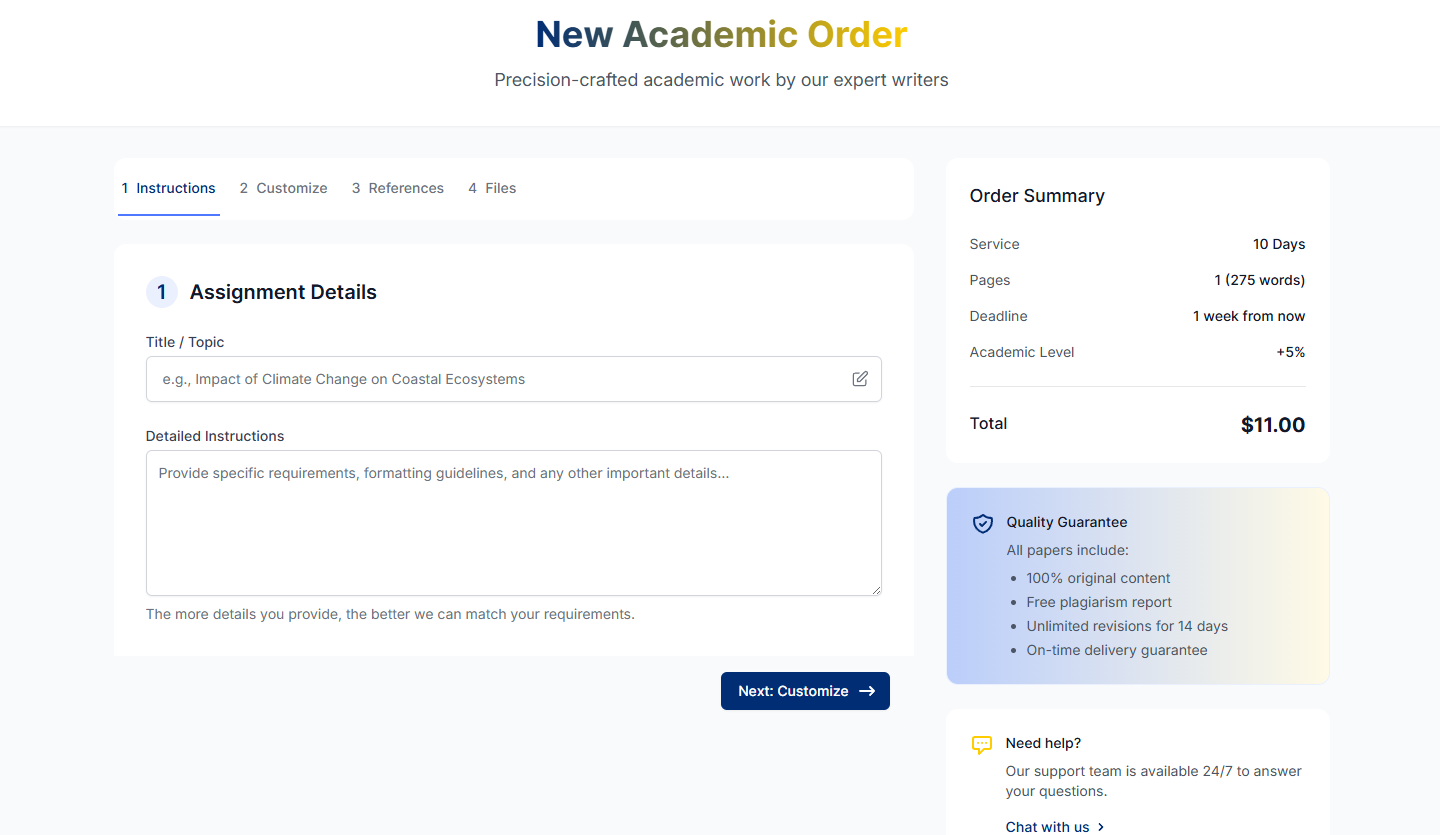 New Academic Order
Precision-crafted academic work by our expert writers
1 Instructions 2 Customize 3 References 4 Files
1 Assignment Details
Title / Topic
e.g., Impact of Climate Change on Coastal Ecosystems
Detailed Instructions
Provide specific requirements, formatting guidelines, and any other important details...
The more details you provide, the better we can match your requirements.
Next: Customize
Order Summary
Service 10 Days
Pages 1 (275 words)
Deadline 1 week from now
Academic Level +5%
Total $11.00
Quality Guarantee
All papers include:
100% original content
Free plagiarism report
Unlimited revisions for 14 days
On-time delivery guarantee
Need help?
Our support team is available 24/7 to answer
your questions.
Chat with us